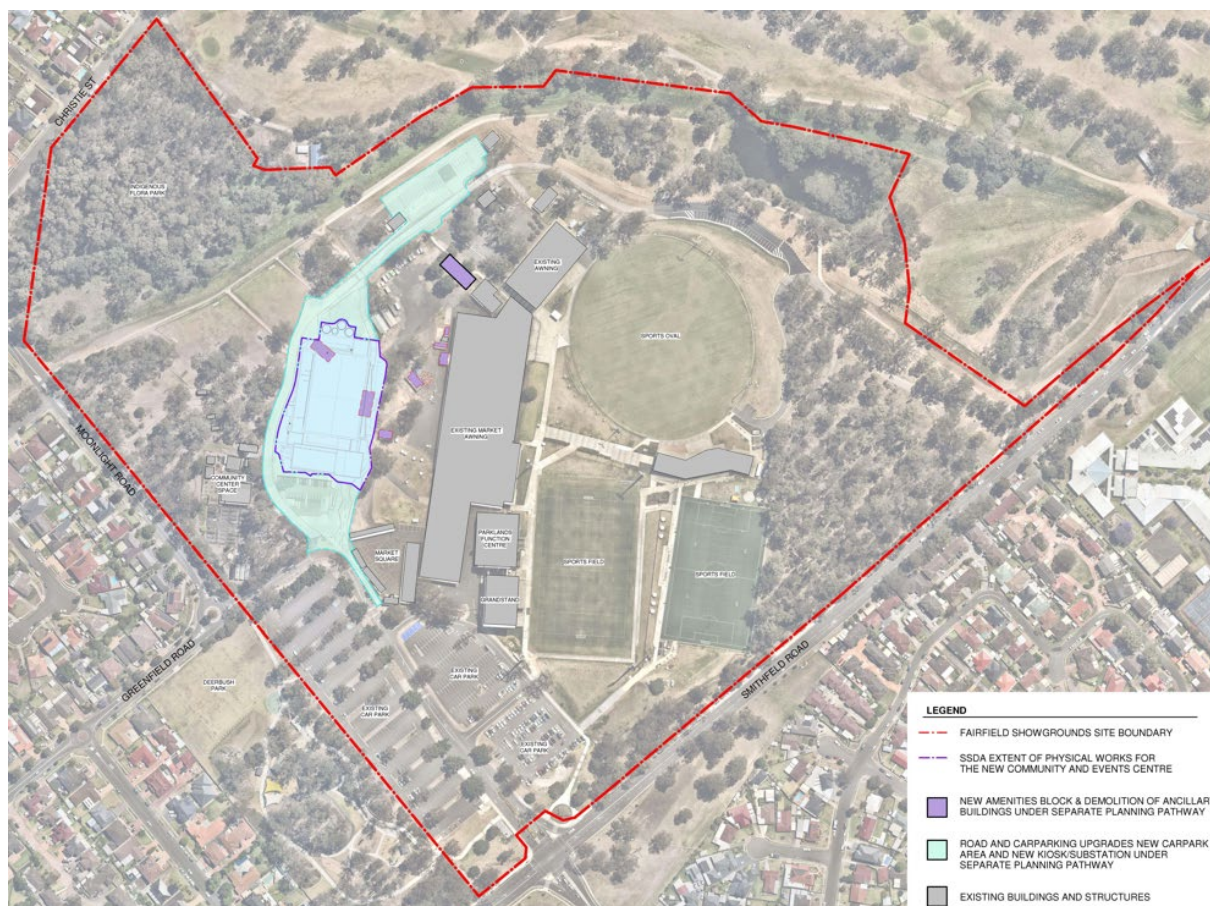 CHRISTIE ST
INDIGENOUS
FLORA PARK
EXISTING
AWNING
SPORTS OVAL
EXISTING MARKET
AWNING
MOONLIGHT ROAD
COMMUNITY
CENTER
SPACE
MARKET
SQUARE
PARKLANDS
FUNCTION
CENTRE
GRANDSTAND
SPORTS FIELD
SPORTS FIELD
GREENFIELD ROAD
DEERBUSH
PARK
EXISTING
CAR PARK
EXISTING
CAR PARK
EXISTING
CAR PARK
SMITHFELD ROAD
LEGEND
FAIRFIELD SHOWGROUNDS SITE BOUNDARY
SSDA EXTENT OF PHYSICAL WORKS FOR
THE NEW COMMUNITY AND EVENTS CENTRE
NEW AMENITIES BLOCK & DEMOLITION OF ANCILLAR
BUILDINGS UNDER SEPARATE PLANNING PATHWAY
ROAD AND CARPARKING UPGRADES NEW CARPARK
AREA AND NEW KIOSK/SUBSTATION UNDER
SEPARATE PLANNING PATHWAY
EXISTING BUILDINGS AND STRUCTURES